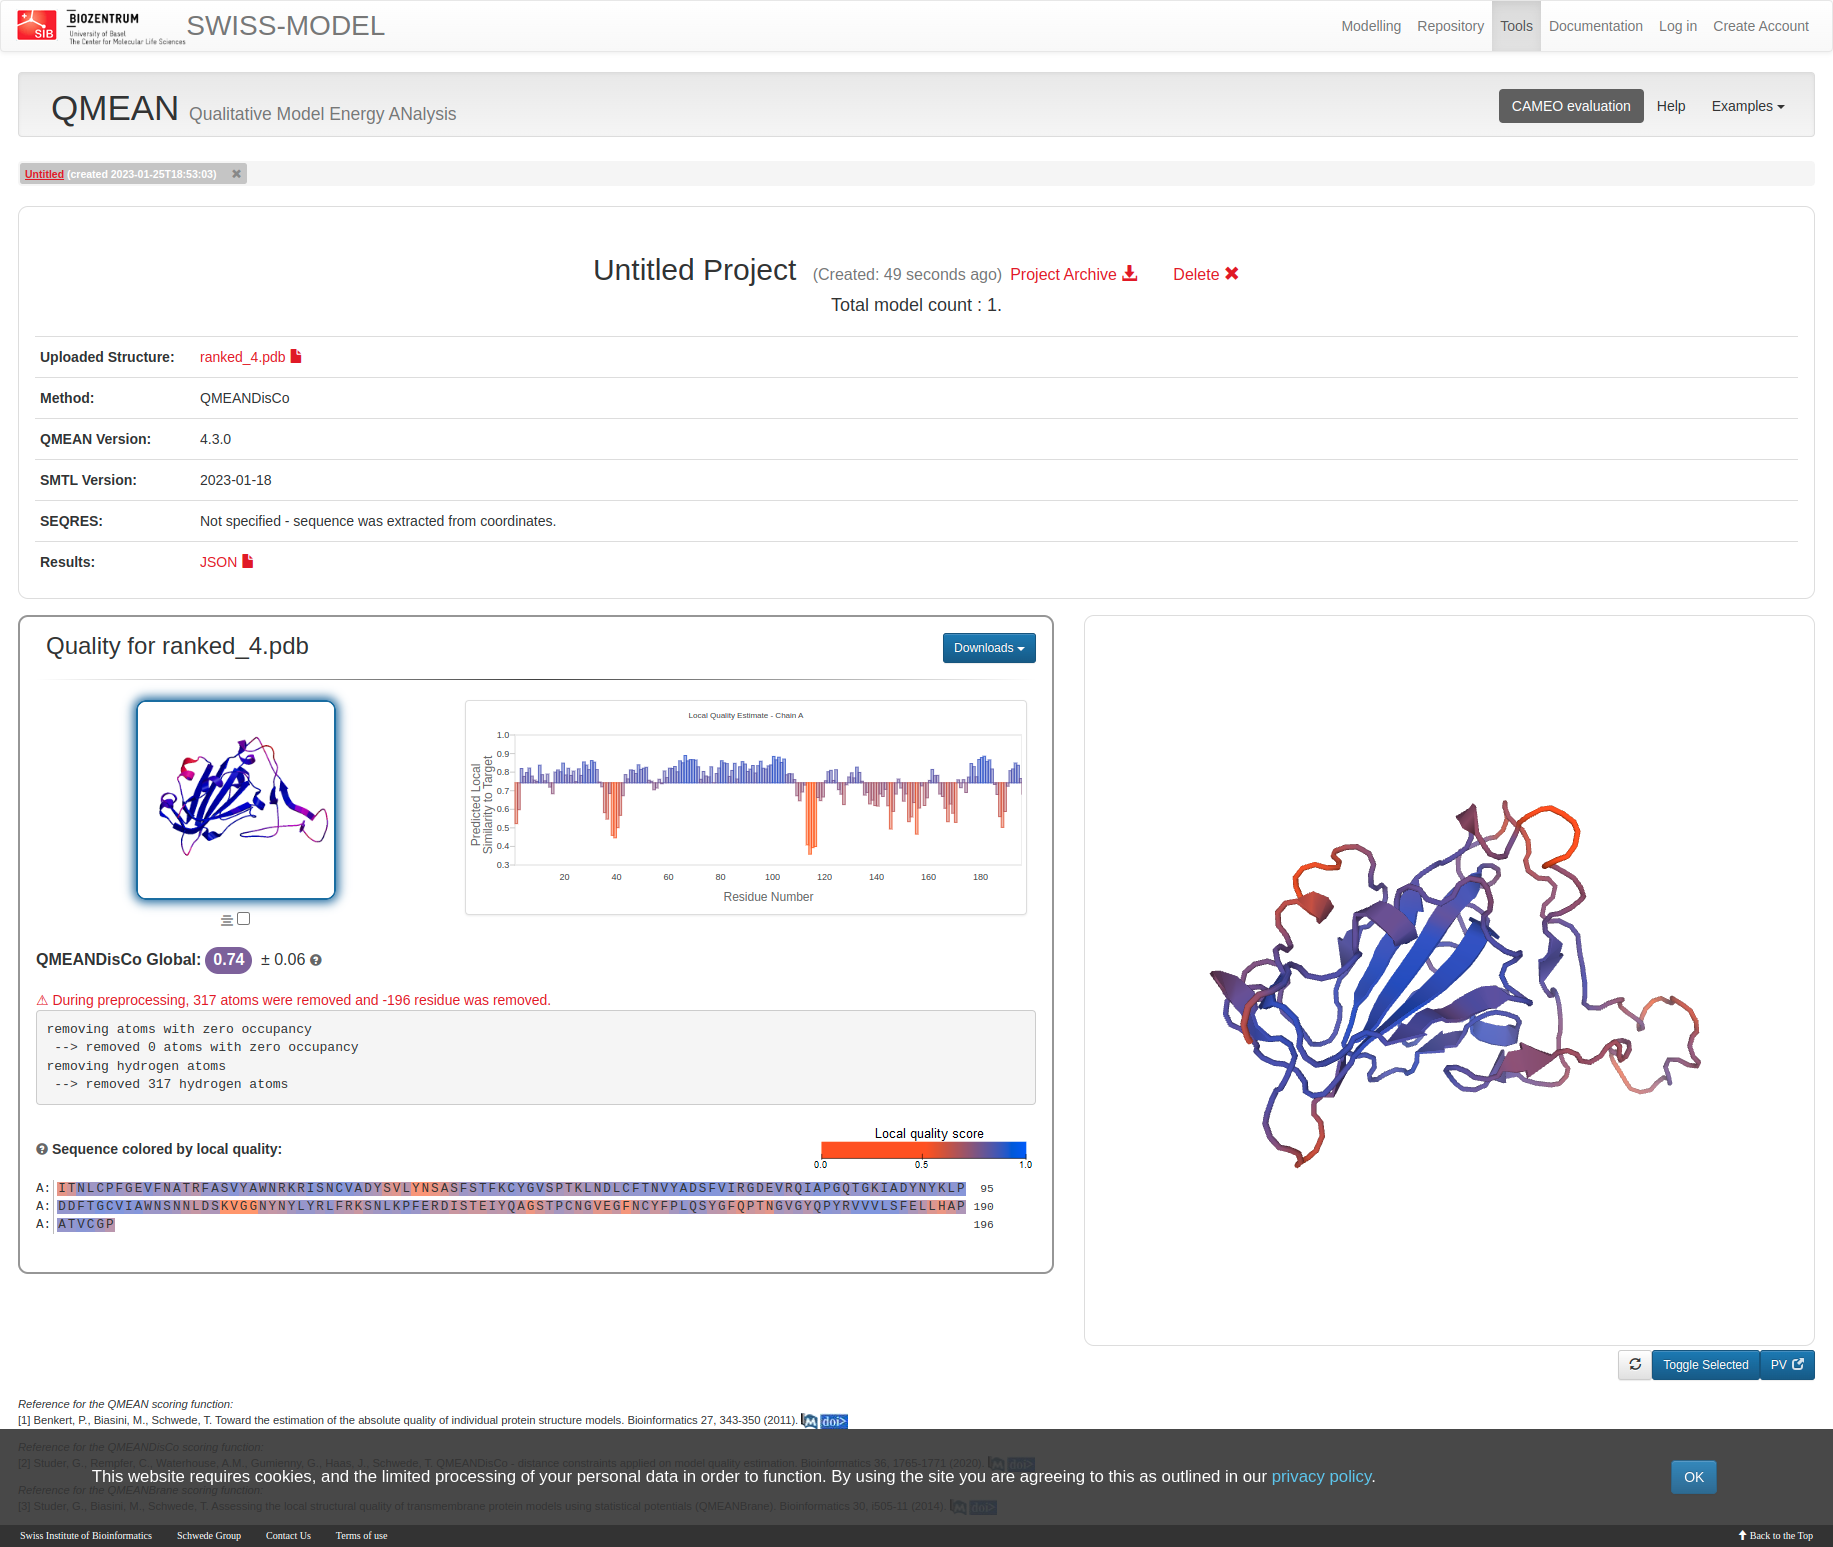 SIB
BIOZENTRUM
University of Basel
The Center for Molecular Life Sciences
SWISS-MODEL
Modelling Repository Tools Documentation Log in Create Account
QMEAN Qualitative Model Energy ANalysis
CAMEO evaluation Help Examples
Untitled (created 2023-01-25T18:53:03)
Untitled Project (Created: 49 seconds ago) Project Archive Delete
Total model count : 1.
Uploaded Structure: ranked_4.pdb
Method: QMEANDisCo
QMEAN Version: 4.3.0
SMTL Version: 2023-01-18
SEQRES: Not specified - sequence was extracted from coordinates.
Results: JSON
Quality for ranked_4.pdb
Downloads
Local Quality Estimate - Chain A
Predicted Local
Similarity to Target
1.0
0.9
0.8
0.7
0.6
0.5
0.4
0.3
20 40 60 80 100 120 140 160 180
Residue Number
QMEANDisCo Global: 0.74 ± 0.06
⚠ During preprocessing, 317 atoms were removed and -196 residue was removed.
removing atoms with zero occupancy
--> removed 0 atoms with zero occupancy
removing hydrogen atoms
--> removed 317 hydrogen atoms
Sequence colored by local quality:
Local quality score
0.0 0.5 1.0
A: ITNLCPFGEVFNATRFASVYAWNRKRISNCVADYSVLYNSASFSTFKCYGVSPTKLNDLCFTNVYADSFVIRGDEVRQIAPGQTGKIADYNYKLP 95
A: DDFTGCVIAWNSNNLDSKVGGNYNYLYRLFRKSNLKPFERDISTEIYQAGSTPCNGVEGFNCYFPLQSYGFQPTNGVGYQPYRVVVLSFELLHAP 190
A: ATVCGP 196
Toggle Selected PV
Reference for the QMEAN scoring function:
[1] Benkert, P., Biasini, M., Schwede, T. Toward the estimation of the absolute quality of individual protein structure models. Bioinformatics 27, 343-350 (2011). M doi>
Reference for the QMEANDisCo scoring function:
[2] Studer, G., Rempfer, C., Waterhouse, A.M., Gumienny, G., Haas, J., Schwede, T. QMEANDisCo - distance constraints applied on model quality estimation. Bioinformatics 36, 1765-1771 (2020). M doi>
This website requires cookies, and the limited processing of your personal data in order to function. By using the site you are agreeing to this as outlined in our privacy policy.
OK
Reference for the QMEANBrane scoring function:
[3] Studer, G., Biasini, M., Schwede, T. Assessing the local structural quality of transmembrane protein models using statistical potentials (QMEANBrane). Bioinformatics 30, i505-11 (2014). M doi>
Swiss Institute of Bioinformatics Schwede Group Contact Us Terms of use
Back to the Top